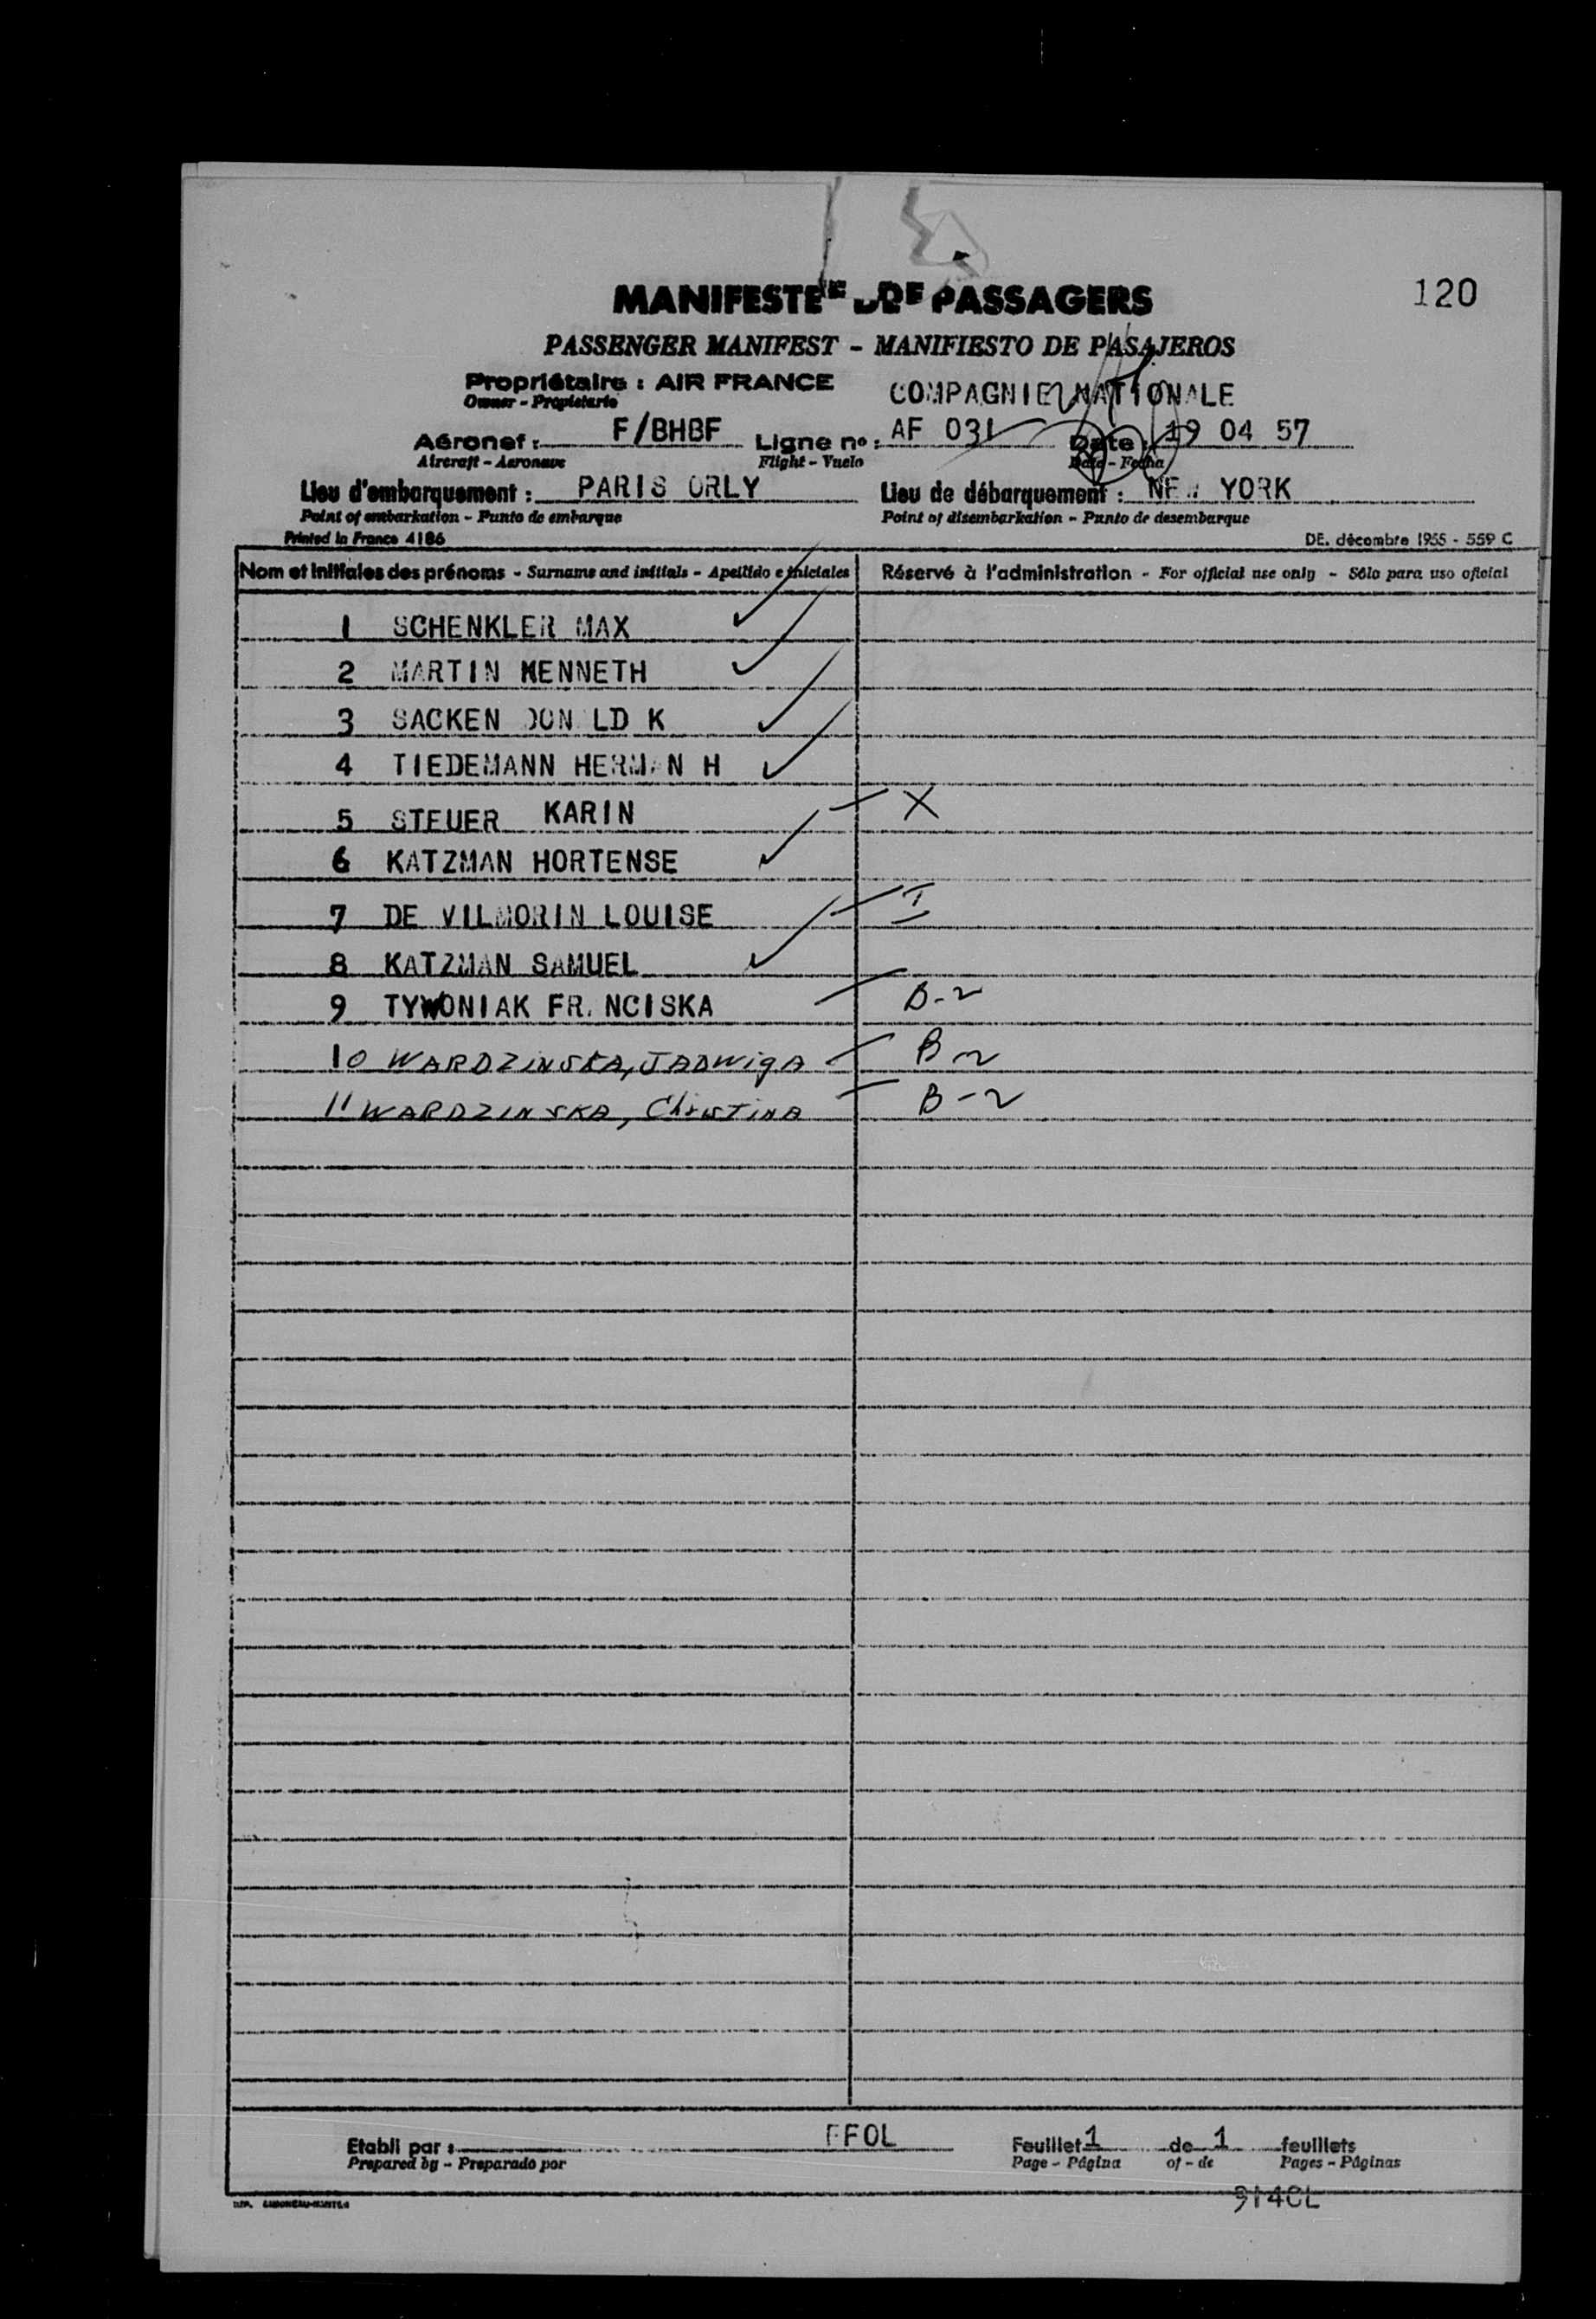 MANIFESTE DE PASSAGERS
120
PASSENGER MANIFEST - MANIFIESTO DE PASAJEROS
Propriétaire : AIR FRANCE COMPAGNIE NATIONALE
Owner - Propietario
Aéronef : F/BHBF Ligne nº : AF 031 Date : 19 04 57
Aircraft - Aeronave Flight - Vuelo Date - Fecha
Lieu d'embarquement : PARIS ORLY Lieu de débarquement : NEW YORK
Point of embarkation - Punto de embarque Point of disembarkation - Punto de desembarque
Printed in France 4186 DE. décembre 1955 - 559 C
Nom et initiales des prénoms - Surname and initials - Apellido e iniciales Réservé à l'administration - For official use only - Sólo para uso oficial
1 SCHENKLER MAX
2 MARTIN KENNETH
3 SACKEN DON LD K
4 TIEDEMANN HERMAN H
5 STEUER KARIN X
6 KATZMAN HORTENSE
7 DE VILMORIN LOUISE I
8 KATZMAN SAMUEL
9 TYWONIAK FR. NCISKA B-2
10 WARDZINSKA, JADWIGA B-2
11 WARDZINSKA, Christina B-2
Etabli par : FFOL Feuillet 1 de 1 feuillets
Prepared by - Preparado por Page - Página of - de Pages - Páginas